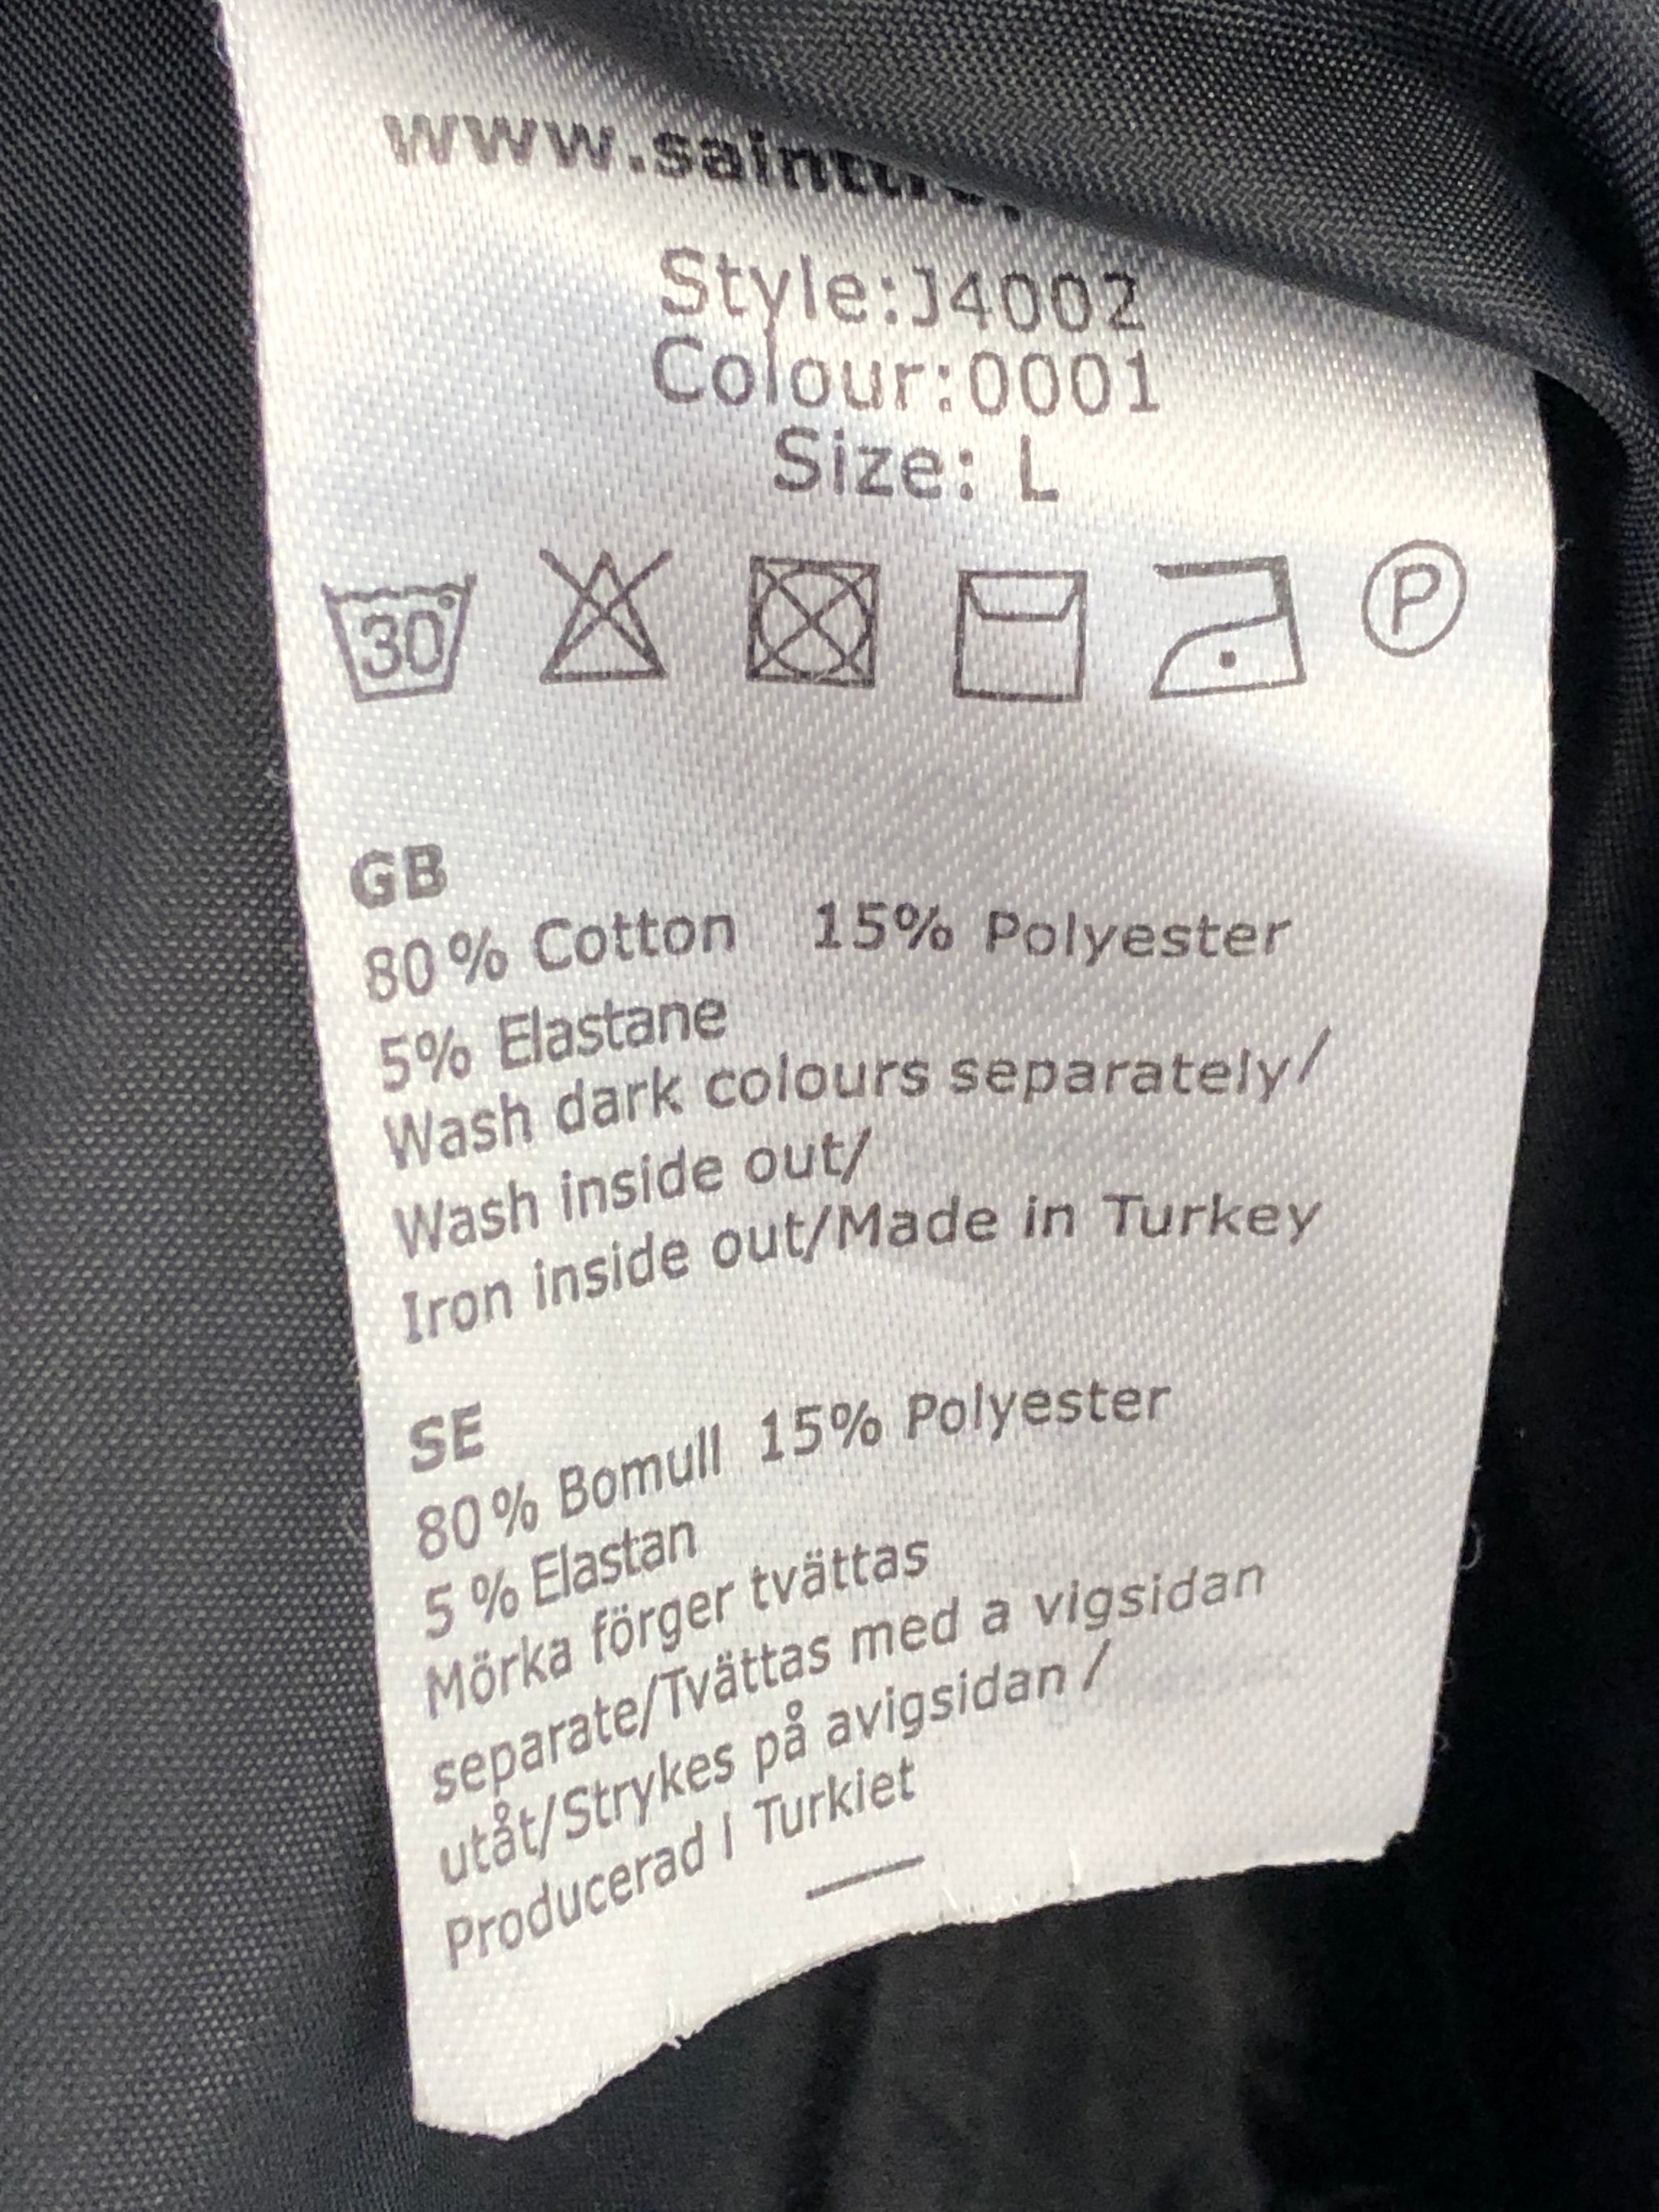 Style:J4002
Colour:0001
Size: L
30°
P
GB
80% Cotton 15% Polyester
5% Elastane
Wash dark colours separately/
Wash inside out/
Iron inside out/Made in Turkey
SE
80% Bomull 15% Polyester
5 % Elastan
Mörka förger tvättas
separate/Tvättas med a vigsidan
utåt/Strykes på avigsidan /
Producerad I Turkiet